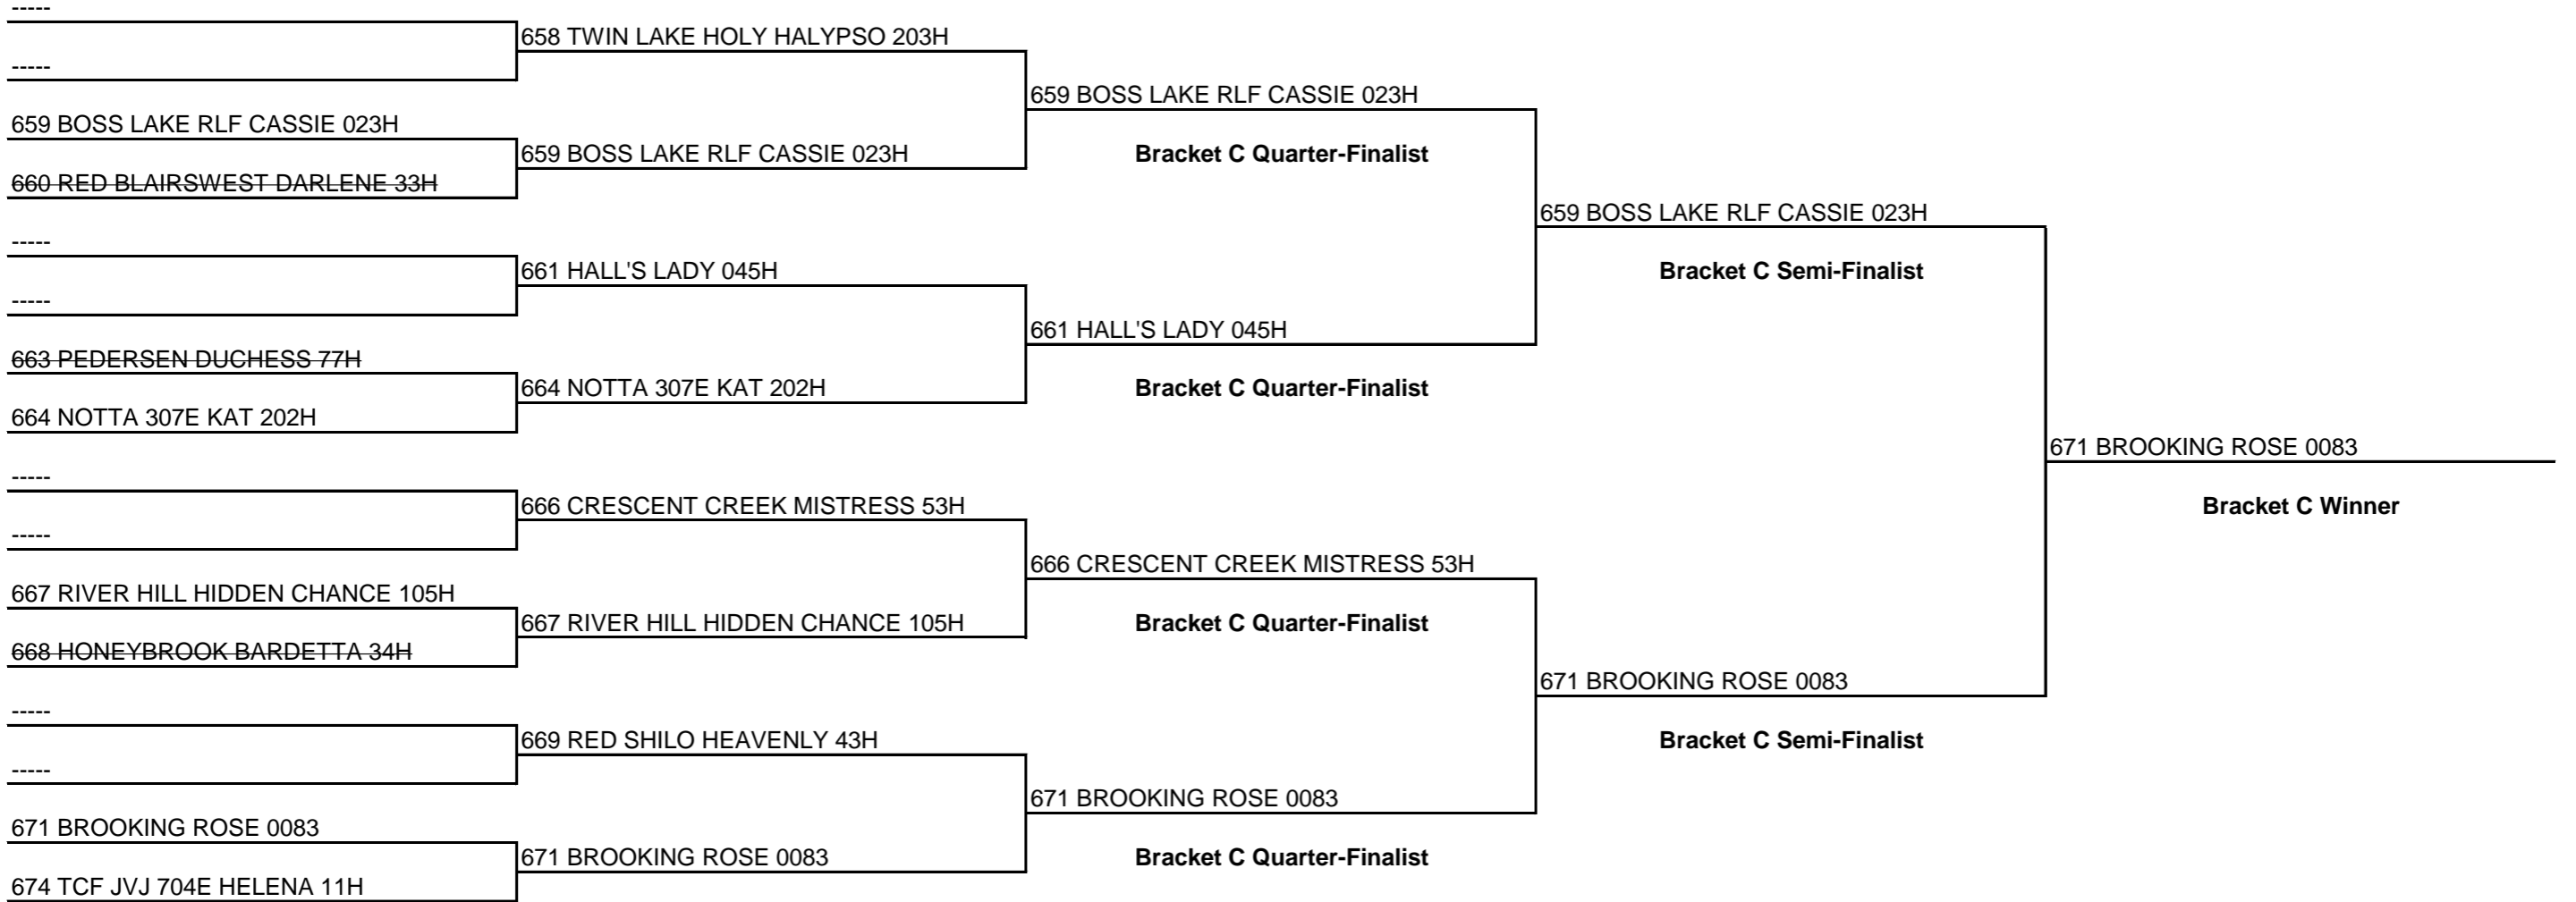 -----
658 TWIN LAKE HOLY HALYPSO 203H
-----
659 BOSS LAKE RLF CASSIE 023H
659 BOSS LAKE RLF CASSIE 023H
659 BOSS LAKE RLF CASSIE 023H
Bracket C Quarter-Finalist
660 RED BLAIRSWEST DARLENE 33H
659 BOSS LAKE RLF CASSIE 023H
-----
661 HALL'S LADY 045H
Bracket C Semi-Finalist
-----
661 HALL'S LADY 045H
663 PEDERSEN DUCHESS 77H
664 NOTTA 307E KAT 202H
Bracket C Quarter-Finalist
664 NOTTA 307E KAT 202H
671 BROOKING ROSE 0083
-----
666 CRESCENT CREEK MISTRESS 53H
Bracket C Winner
-----
666 CRESCENT CREEK MISTRESS 53H
667 RIVER HILL HIDDEN CHANCE 105H
667 RIVER HILL HIDDEN CHANCE 105H
Bracket C Quarter-Finalist
668 HONEYBROOK BARDETTA 34H
671 BROOKING ROSE 0083
-----
669 RED SHILO HEAVENLY 43H
Bracket C Semi-Finalist
-----
671 BROOKING ROSE 0083
671 BROOKING ROSE 0083
671 BROOKING ROSE 0083
Bracket C Quarter-Finalist
674 TCF JVJ 704E HELENA 11H